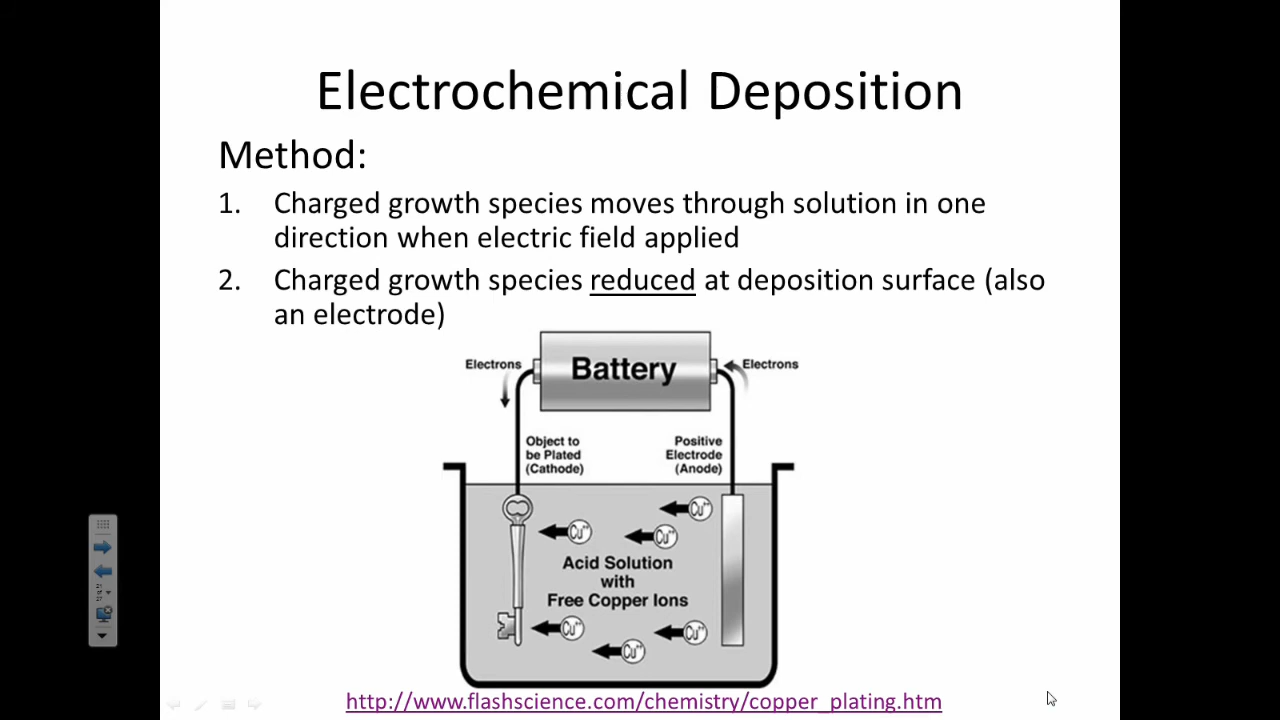 Electrochemical Deposition
Method:
1. Charged growth species moves through solution in one
direction when electric field applied
2. Charged growth species reduced at deposition surface (also
an electrode)
Electrons
Battery
Electrons
Object to
be Plated
(Cathode)
Positive
Electrode
(Anode)
Cu⁺⁺
Cu⁺⁺
Cu⁺⁺
Acid Solution
with
Free Copper Ions
Cu⁺⁺
Cu⁺⁺
Cu⁺⁺
http://www.flashscience.com/chemistry/copper_plating.htm